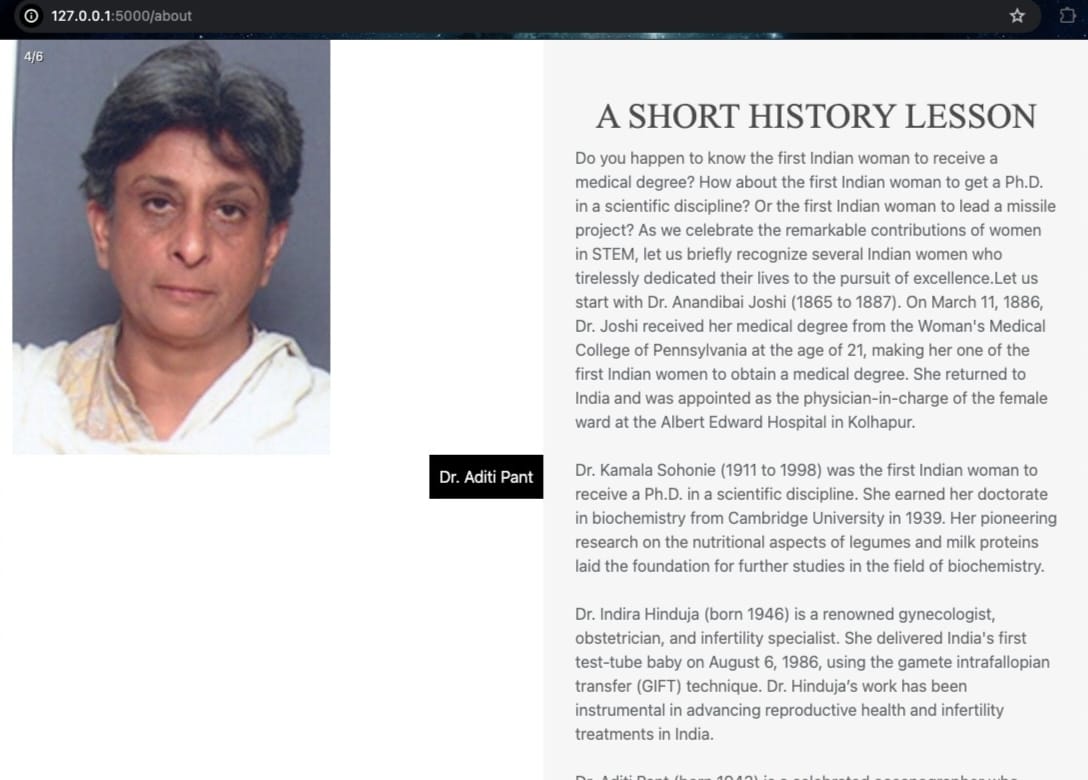 127.0.0.1:5000/about
4/6
Dr. Aditi Pant
A SHORT HISTORY LESSON
Do you happen to know the first Indian woman to receive a
medical degree? How about the first Indian woman to get a Ph.D.
in a scientific discipline? Or the first Indian woman to lead a missile
project? As we celebrate the remarkable contributions of women
in STEM, let us briefly recognize several Indian women who
tirelessly dedicated their lives to the pursuit of excellence.Let us
start with Dr. Anandibai Joshi (1865 to 1887). On March 11, 1886,
Dr. Joshi received her medical degree from the Woman's Medical
College of Pennsylvania at the age of 21, making her one of the
first Indian women to obtain a medical degree. She returned to
India and was appointed as the physician-in-charge of the female
ward at the Albert Edward Hospital in Kolhapur.
Dr. Kamala Sohonie (1911 to 1998) was the first Indian woman to
receive a Ph.D. in a scientific discipline. She earned her doctorate
in biochemistry from Cambridge University in 1939. Her pioneering
research on the nutritional aspects of legumes and milk proteins
laid the foundation for further studies in the field of biochemistry.
Dr. Indira Hinduja (born 1946) is a renowned gynecologist,
obstetrician, and infertility specialist. She delivered India's first
test-tube baby on August 6, 1986, using the gamete intrafallopian
transfer (GIFT) technique. Dr. Hinduja's work has been
instrumental in advancing reproductive health and infertility
treatments in India.